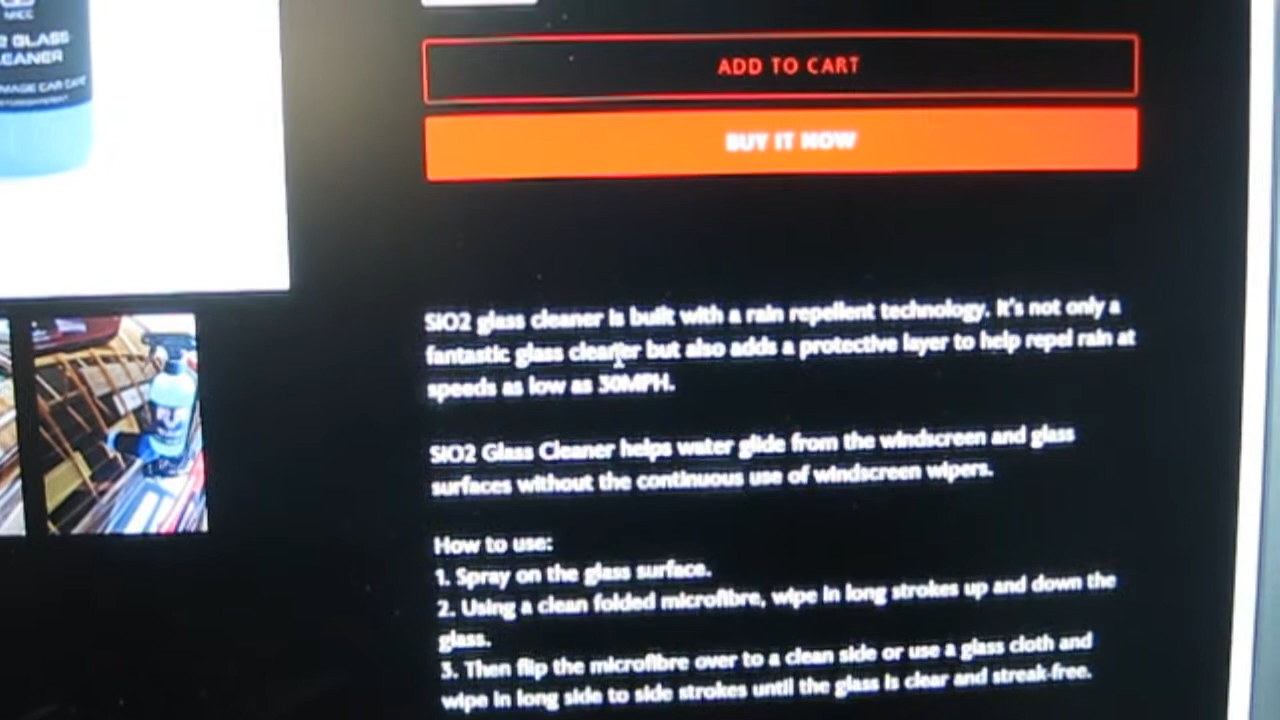 GLASS
ADD TO CART
BUY IT NOW
SiO2 glass cleaner is built with a rain repellent technology. It's not only a
fantastic glass cleaner but also adds a protective layer to help repel rain at
speeds as low as 30MPH.
SiO2 Glass Cleaner helps water glide from the windscreen and glass
surfaces without the continuous use of windscreen wipers.
How to use:
1. Spray on the glass surface.
2. Using a clean folded microfibre, wipe in long strokes up and down the
glass.
3. Then flip the microfibre over to a clean side or use a glass cloth and
wipe in long side to side strokes until the glass is clear and streak-free.